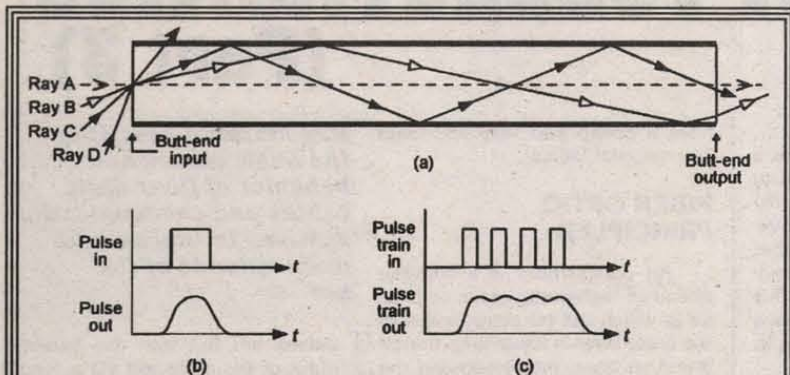 Ray A
Ray B
Ray C
Ray D
Butt-end
input
(a)
Butt-end
output
Pulse
in
t
Pulse
out
t
(b)
Pulse
train
in
t
Pulse
train
out
t
(c)